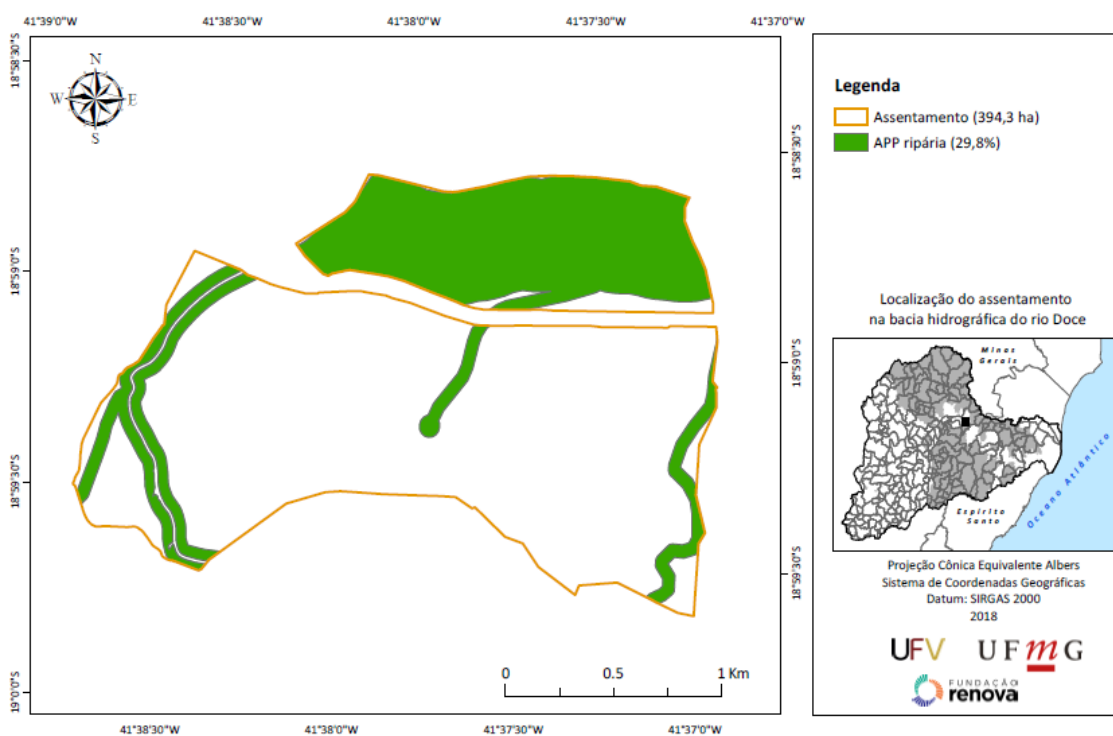 41°39'0"W 41°38'30"W 41°38'0"W 41°37'30"W 41°37'0"W
18°58'30"S
18°59'0"S
18°59'30"S
19°0'0"S
N
W E
S
18°58'30"S
18°59'0"S
18°59'30"S
0 0.5 1 Km
41°38'30"W 41°38'0"W 41°37'30"W 41°37'0"W
Legenda
Assentamento (394,3 ha)
APP ripária (29,8%)
Localização do assentamento
na bacia hidrográfica do rio Doce
Minas
Gerais
Espírito
Santo
Oceano Atlântico
Projeção Cônica Equivalente Albers
Sistema de Coordenadas Geográficas
Datum: SIRGAS 2000
2018
UFV UFmG
FUNDAÇÃO
renova